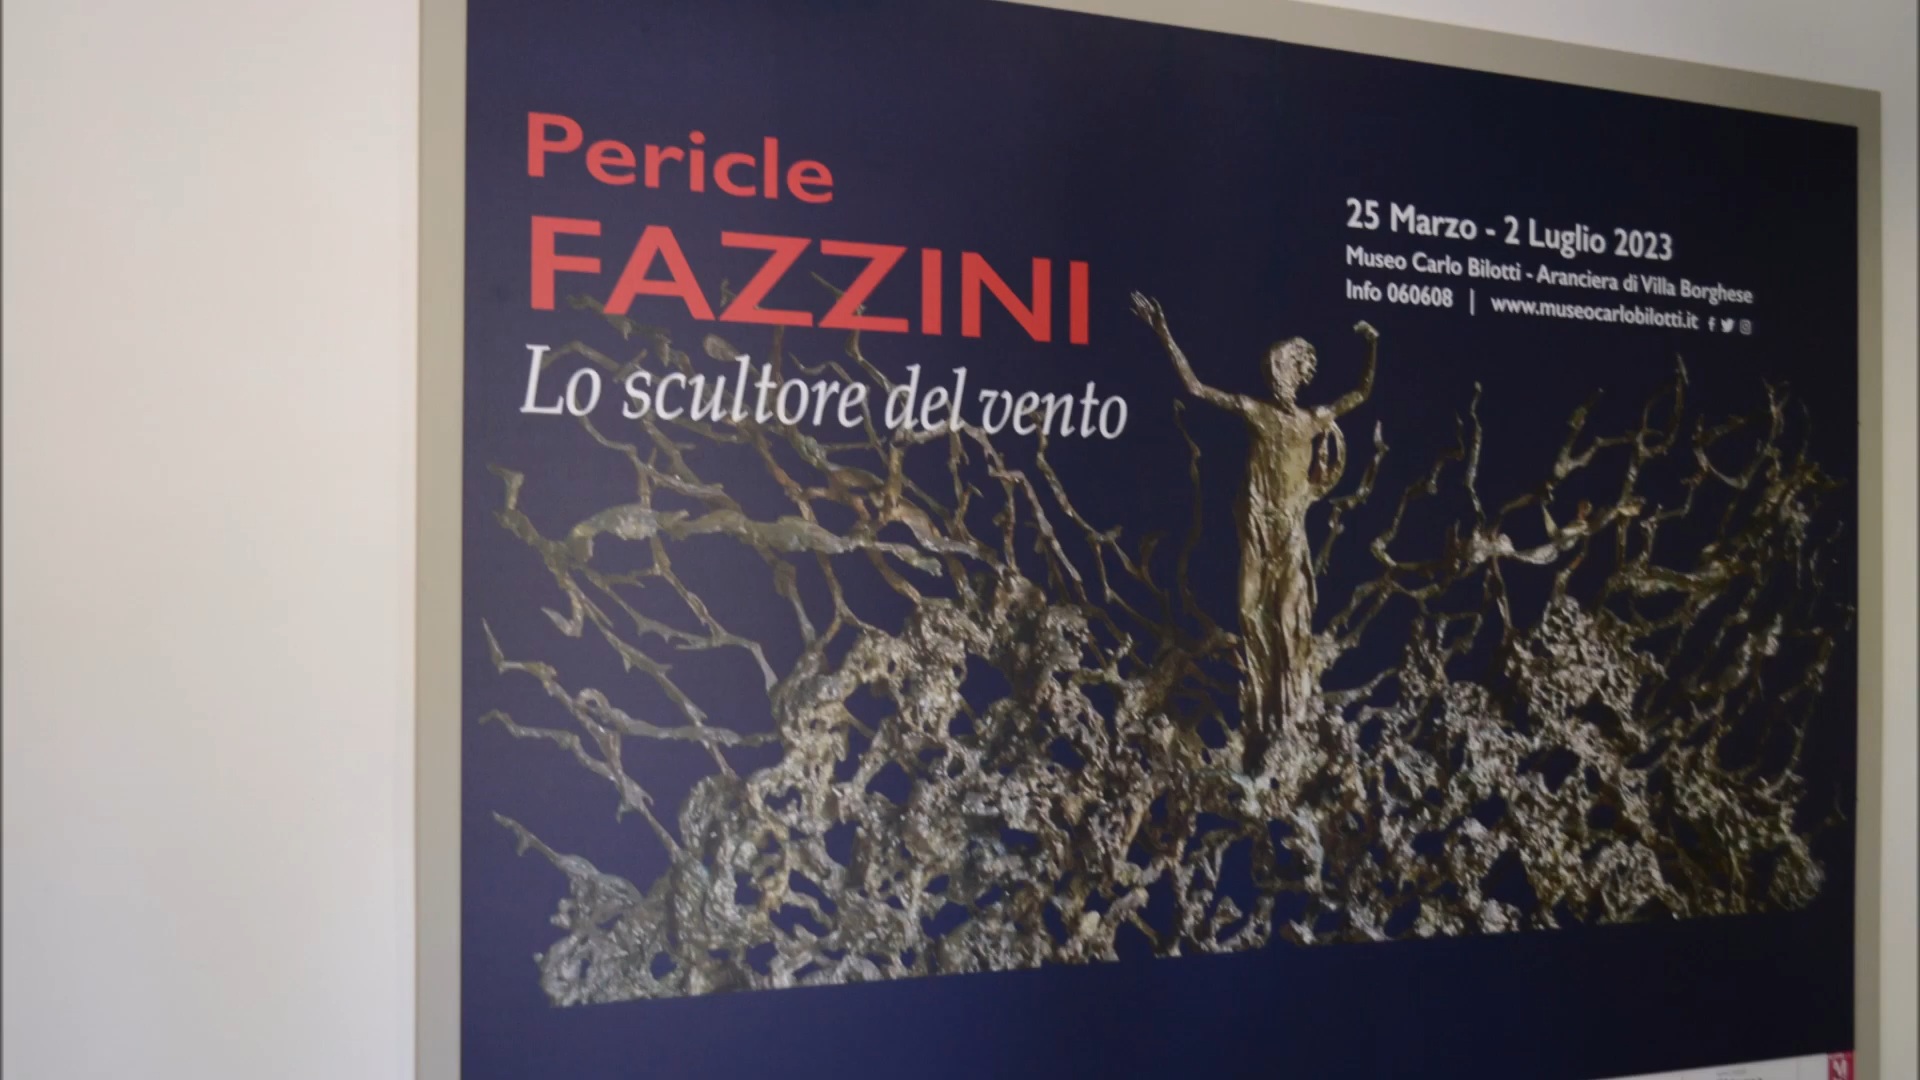 Pericle
FAZZINI
Lo scultore del vento
25 Marzo - 2 Luglio 2023
Museo Carlo Bilotti - Aranciera di Villa Borghese
Info 060608 | www.museocarlobilotti.it